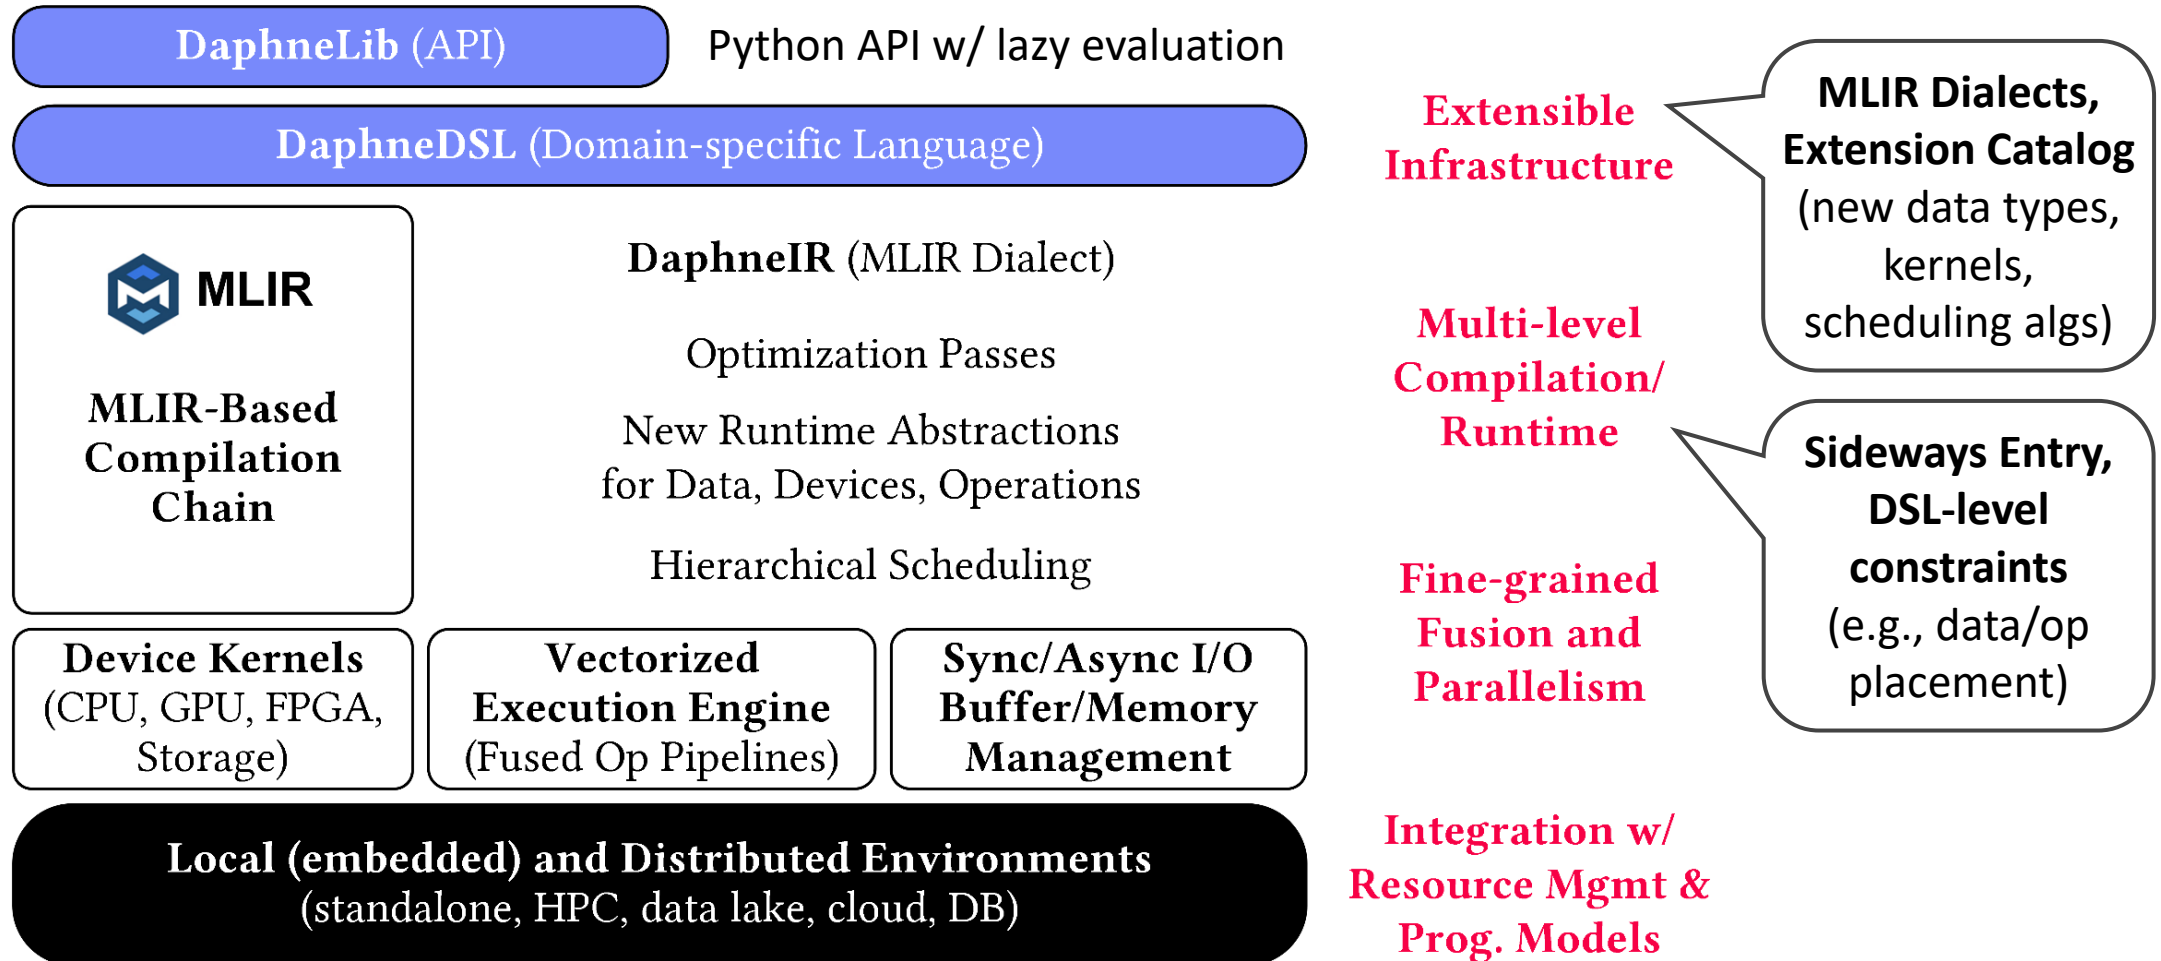 DaphneLib (API)
Python API w/ lazy evaluation
DaphneDSL (Domain-specific Language)
MLIR
MLIR-Based
Compilation
Chain
DaphneIR (MLIR Dialect)
Optimization Passes
New Runtime Abstractions
for Data, Devices, Operations
Hierarchical Scheduling
Device Kernels
(CPU, GPU, FPGA,
Storage)
Vectorized
Execution Engine
(Fused Op Pipelines)
Sync/Async I/O
Buffer/Memory
Management
Local (embedded) and Distributed Environments
(standalone, HPC, data lake, cloud, DB)
Extensible
Infrastructure
Multi-level
Compilation/
Runtime
Fine-grained
Fusion and
Parallelism
Integration w/
Resource Mgmt &
Prog. Models
MLIR Dialects,
Extension Catalog
(new data types,
kernels,
scheduling algs)
Sideways Entry,
DSL-level
constraints
(e.g., data/op
placement)